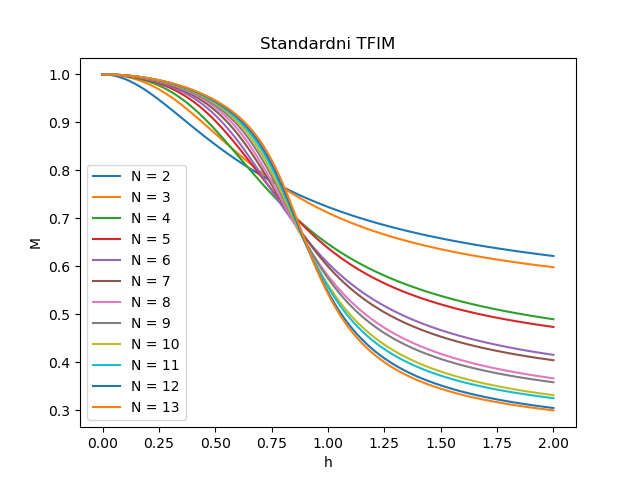 Standardni TFIM
1.0
0.9
0.8
0.7
0.6
0.5
0.4
0.3
M
N = 2
N = 3
N = 4
N = 5
N = 6
N = 7
N = 8
N = 9
N = 10
N = 11
N = 12
N = 13
0.00 0.25 0.50 0.75 1.00 1.25 1.50 1.75 2.00
h